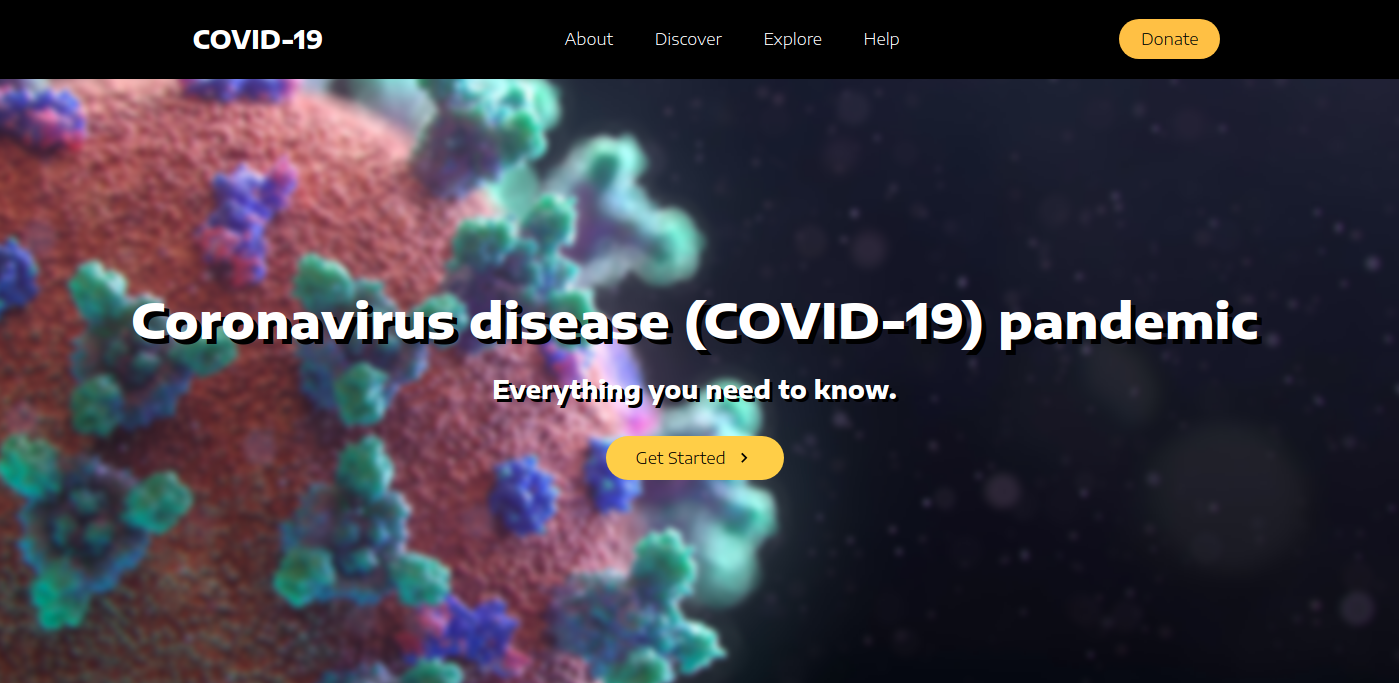 COVID-19
About
Discover
Explore
Help
Donate
Coronavirus disease (COVID-19) pandemic
Everything you need to know.
Get Started